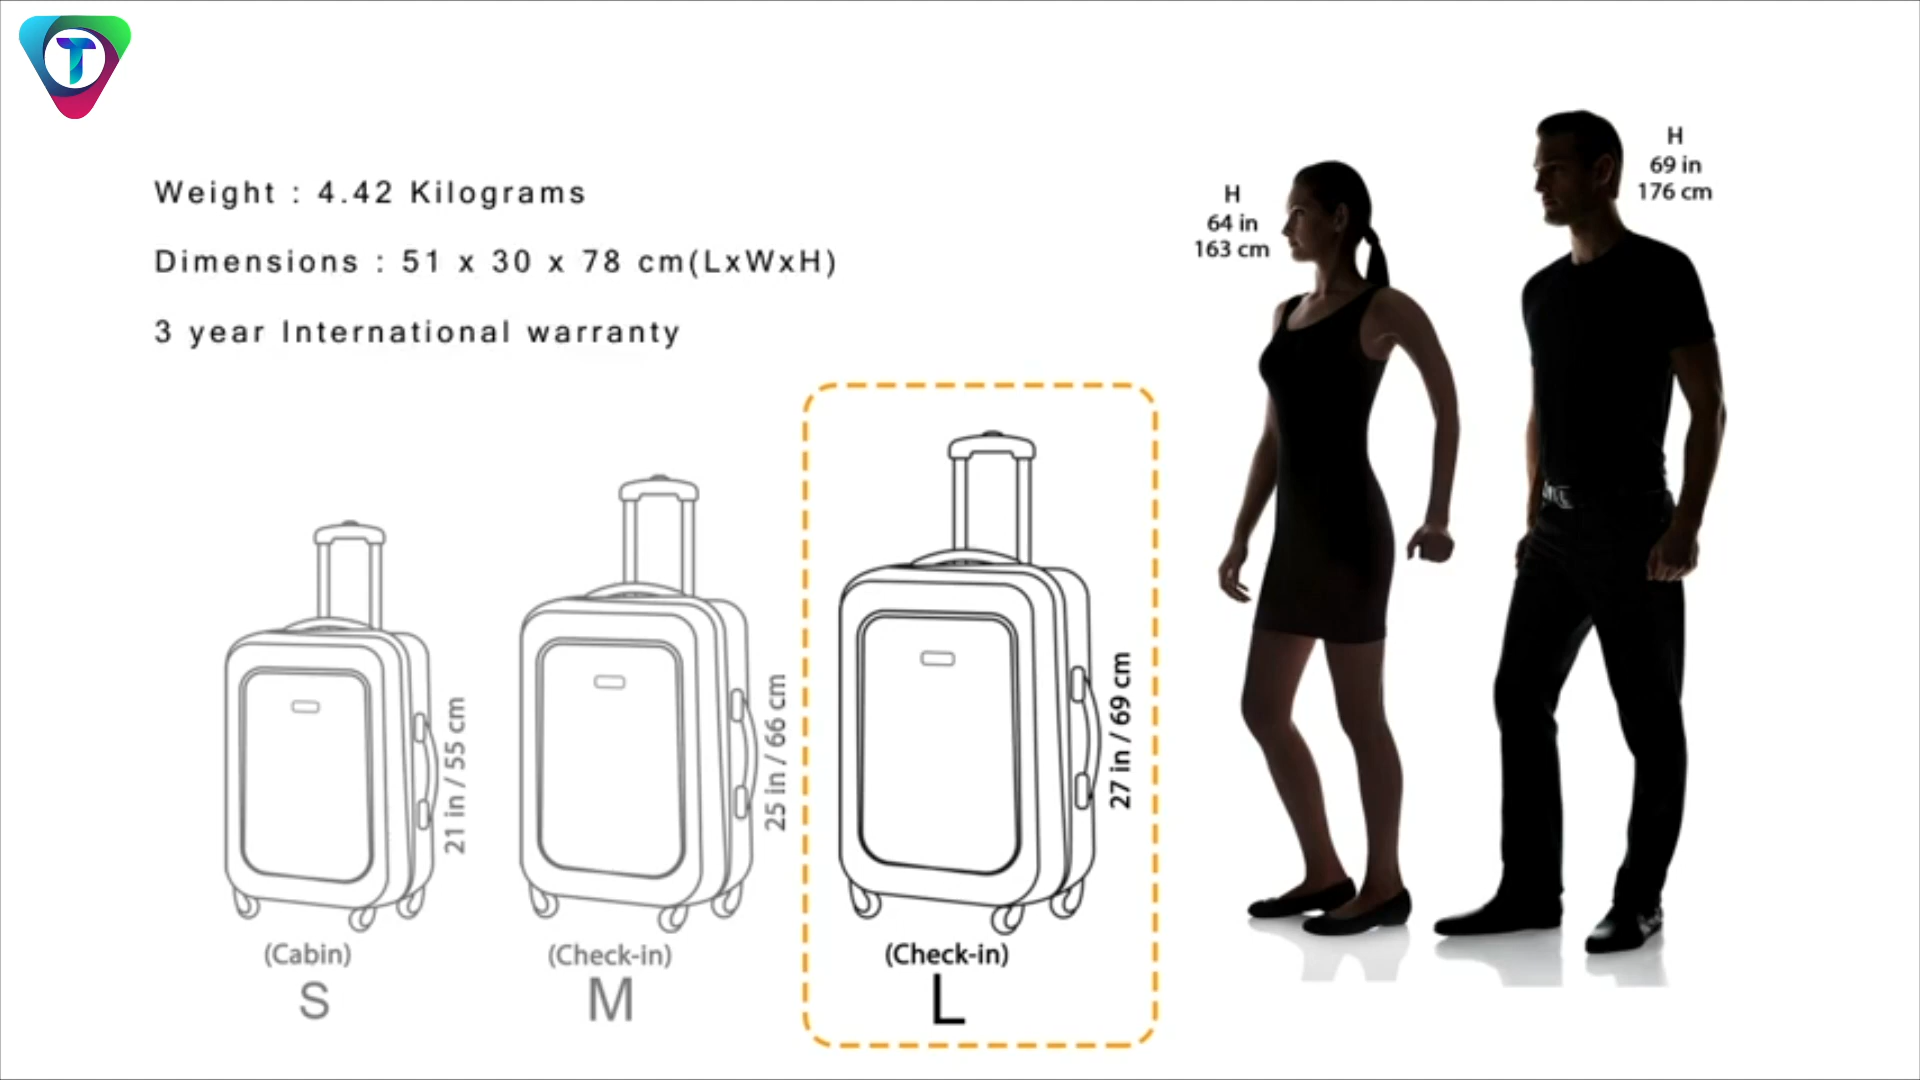 T
Weight : 4.42 Kilograms
Dimensions : 51 x 30 x 78 cm(LxWxH)
3 year International warranty
H
64 in
163 cm
H
69 in
176 cm
21 in / 55 cm
25 in / 66 cm
27 in / 69 cm
(Cabin)
S
(Check-in)
M
(Check-in)
L